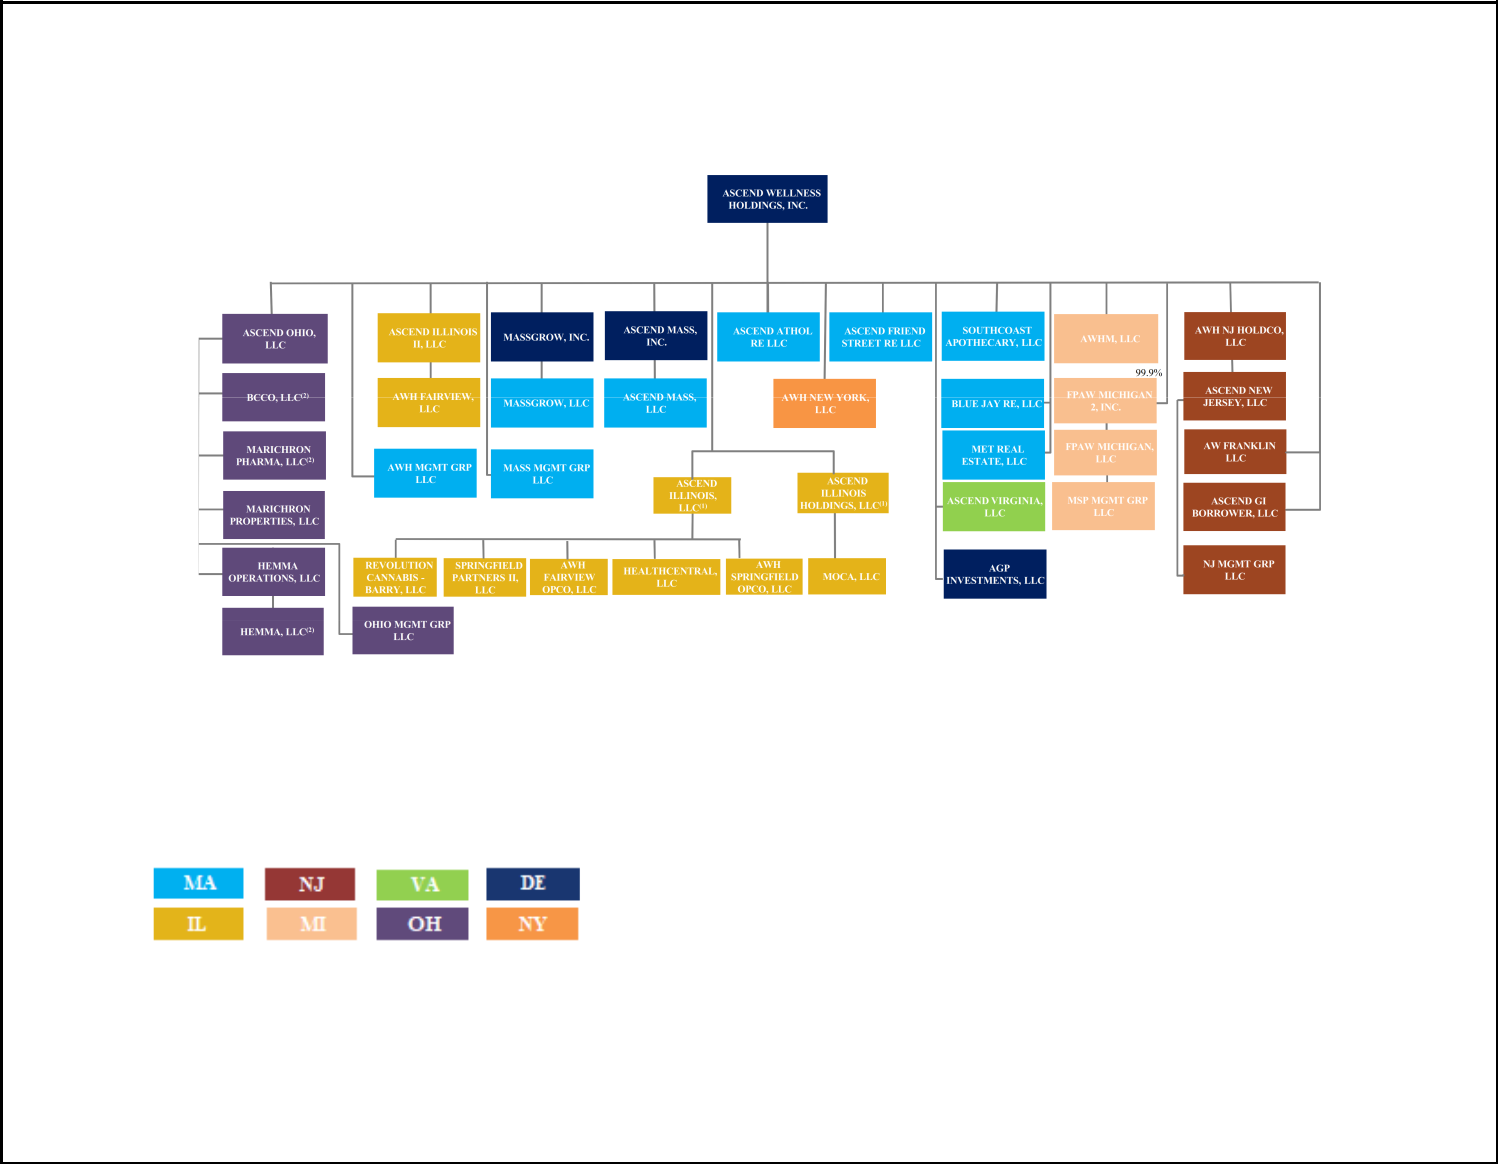 ASCEND WELLNESS
HOLDINGS, INC.
ASCEND OHIO,
LLC
BCCO, LLC(2)
MARICHRON
PHARMA, LLC(2)
MARICHRON
PROPERTIES, LLC
HEMMA
OPERATIONS, LLC
HEMMA, LLC(2)
OHIO MGMT GRP
LLC
ASCEND ILLINOIS
II, LLC
AWH FAIRVIEW,
LLC
AWH MGMT GRP
LLC
MASSGROW, INC.
MASSGROW, LLC
MASS MGMT GRP
LLC
ASCEND MASS,
INC.
ASCEND MASS,
LLC
ASCEND ATHOL
RE LLC
ASCEND FRIEND
STREET RE LLC
AWH NEW YORK,
LLC
ASCEND
ILLINOIS,
LLC(1)
ASCEND
ILLINOIS
HOLDINGS, LLC(1)
REVOLUTION
CANNABIS -
BARRY, LLC
SPRINGFIELD
PARTNERS II,
LLC
AWH
FAIRVIEW
OPCO, LLC
HEALTHCENTRAL,
LLC
AWH
SPRINGFIELD
OPCO, LLC
MOCA, LLC
SOUTHCOAST
APOTHECARY, LLC
BLUE JAY RE, LLC
MET REAL
ESTATE, LLC
ASCEND VIRGINIA,
LLC
AGP
INVESTMENTS, LLC
AWHM, LLC
99.9%
FPAW MICHIGAN
2, INC.
FPAW MICHIGAN,
LLC
MSP MGMT GRP
LLC
AWH NJ HOLDCO,
LLC
ASCEND NEW
JERSEY, LLC
AW FRANKLIN
LLC
ASCEND GI
BORROWER, LLC
NJ MGMT GRP
LLC
MA NJ VA DE
IL MI OH NY